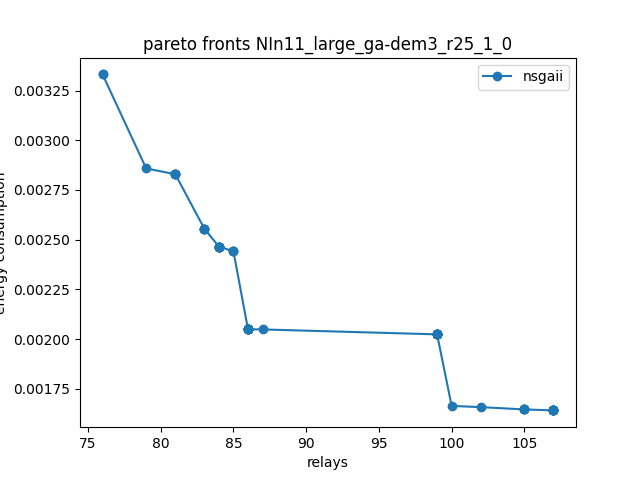 pareto fronts NIn11_large_ga-dem3_r25_1_0
nsgaii
0.00325
0.00300
0.00275
0.00250
0.00225
0.00200
0.00175
energy consumption
75 80 85 90 95 100 105
relays